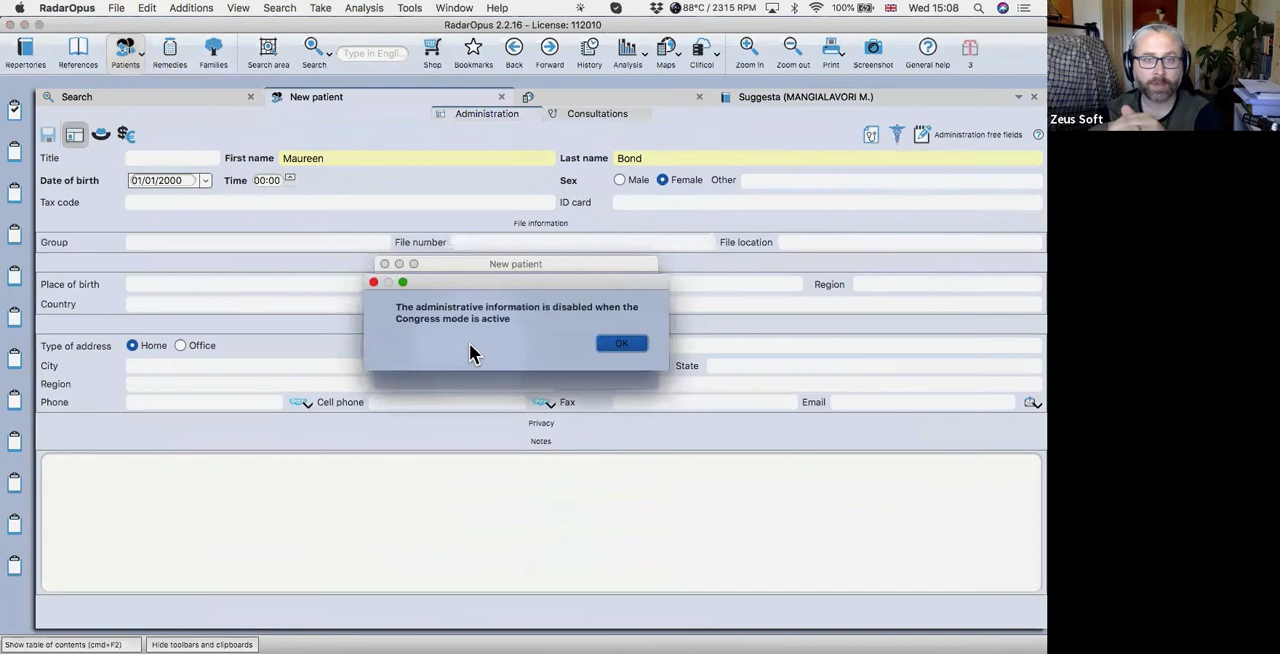 RadarOpus File Edit Additions View Search Take Analysis Tools Window Help 88°C / 2315 RPM 100% Wed 15:08
RadarOpus 2.2.16 - License: 112010
Repertories References Patients Remedies Families Search area Search Type in Engli... Shop Bookmarks Back Forward History Analysis Maps Clificol Zoom in Zoom out Print Screenshot General help 3
Search New patient Suggesta (MANGIALAVORI M.)
Administration Consultations
Administration free fields
Title First name Maureen Last name Bond
Date of birth 01/01/2000 Time 00:00 Sex Male Female Other
Tax code ID card
File information
Group File number File location
New patient
Place of birth Region
Country
The administrative information is disabled when the
Congress mode is active
OK
Type of address Home Office
City State
Region
Phone Cell phone Fax Email
Privacy
Notes
Show table of contents (cmd+F2) Hide toolbars and clipboards
Zeus Soft